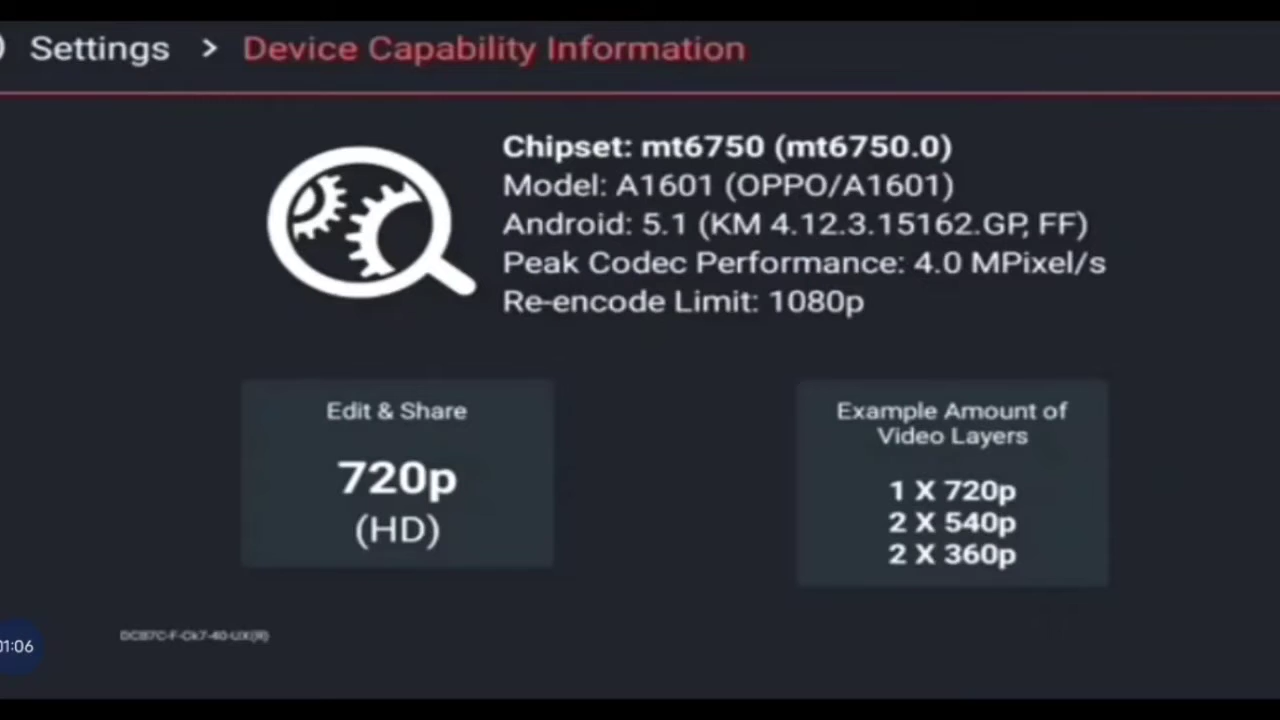 Settings > Device Capability Information
Chipset: mt6750 (mt6750.0)
Model: A1601 (OPPO/A1601)
Android: 5.1 (KM 4.12.3.15162.GP, FF)
Peak Codec Performance: 4.0 MPixel/s
Re-encode Limit: 1080p
Edit & Share
720p
(HD)
Example Amount of
Video Layers
1 X 720p
2 X 540p
2 X 360p
01:06